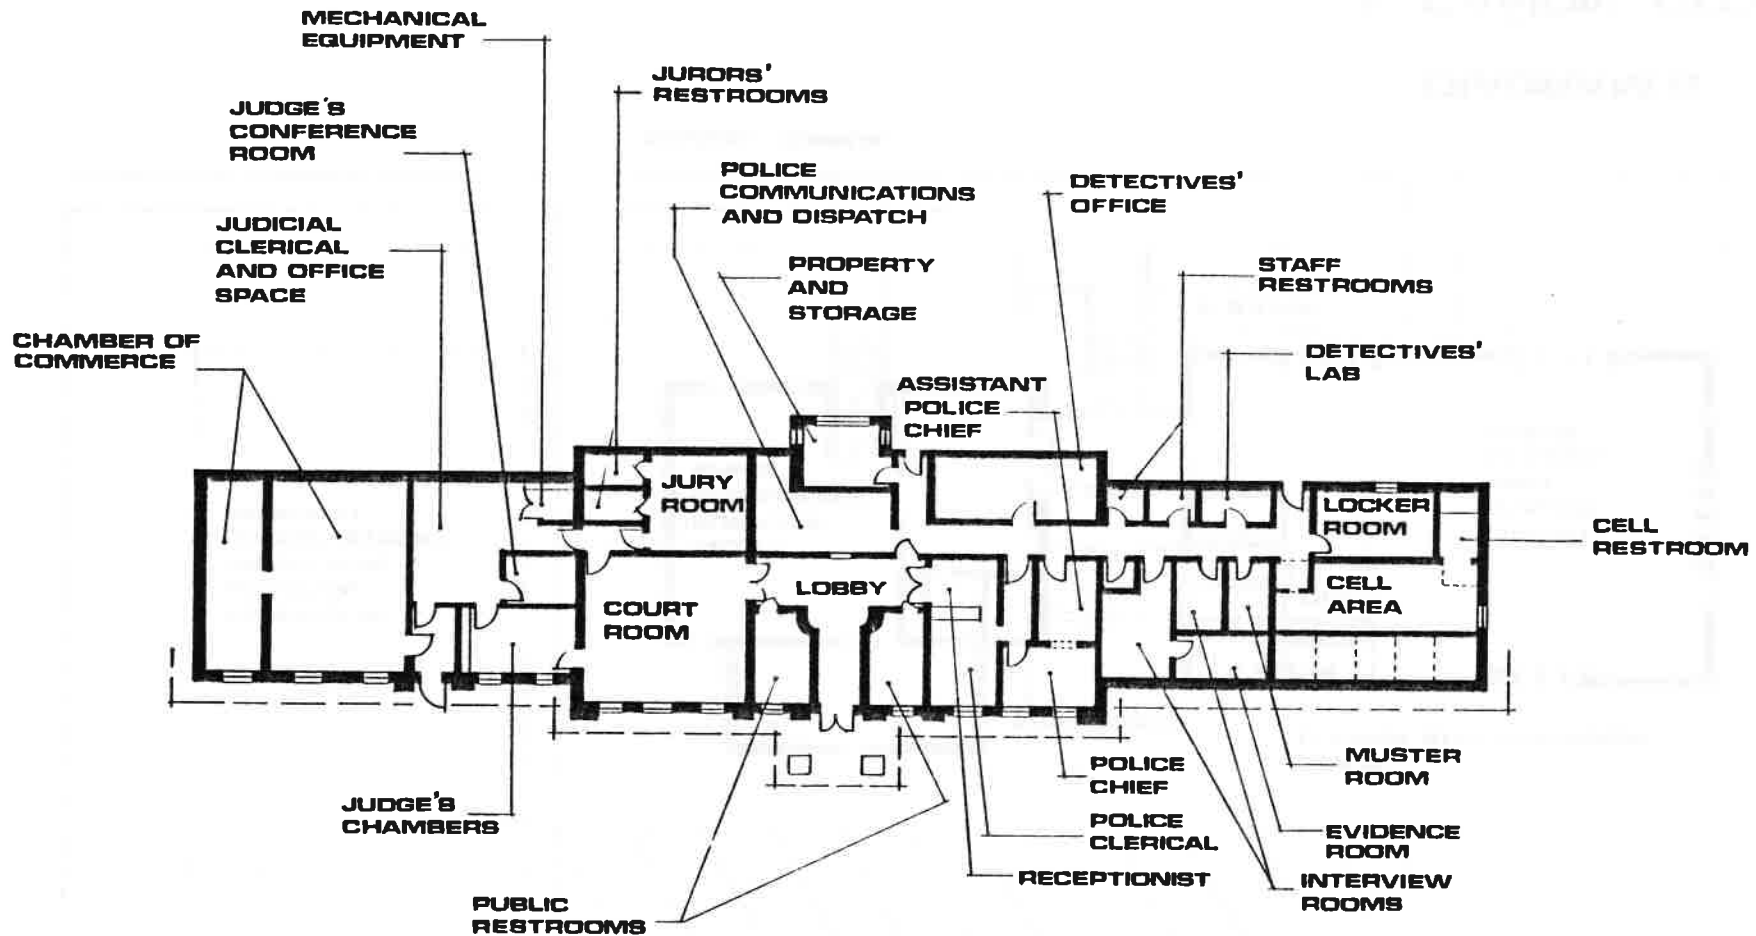 MECHANICAL
EQUIPMENT
JURORS'
RESTROOMS
JUDGE'S
CONFERENCE
ROOM
POLICE
COMMUNICATIONS
AND DISPATCH
DETECTIVES'
OFFICE
JUDICIAL
CLERICAL
AND OFFICE
SPACE
PROPERTY
AND
STORAGE
STAFF
RESTROOMS
CHAMBER OF
COMMERCE
DETECTIVES'
LAB
ASSISTANT
POLICE
CHIEF
JURY
ROOM
LOCKER
ROOM
CELL
RESTROOM
COURT
ROOM
LOBBY
CELL
AREA
JUDGE'S
CHAMBERS
POLICE
CHIEF
MUSTER
ROOM
POLICE
CLERICAL
EVIDENCE
ROOM
RECEPTIONIST
INTERVIEW
ROOMS
PUBLIC
RESTROOMS